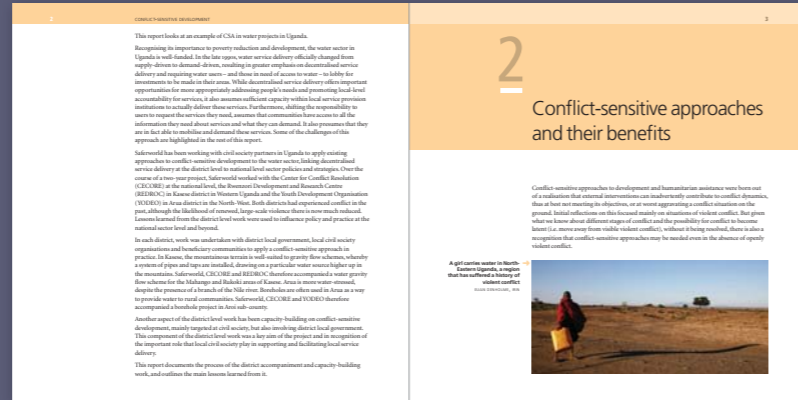 2
CONFLICT-SENSITIVE DEVELOPMENT
This report looks at an example of CSA in water projects in Uganda.
Recognising its importance to poverty reduction and development, the water sector in
Uganda is well-funded. In the late 1990s, water service delivery officially changed from
supply-driven to demand-driven, resulting in greater emphasis on decentralised service
delivery and requiring water users – and those in need of access to water – to lobby for
investments to be made in their areas. While decentralised service delivery offers important
opportunities for more appropriately addressing people's needs and promoting local-level
accountability for services, it also assumes sufficient capacity within local service provision
institutions to actually deliver these services. Furthermore, shifting the responsibility to
users to request the services they need, assumes that communities have access to all the
information they need about services and what they can demand. It also presumes that they
are in fact able to mobilise and demand these services. Some of the challenges of this
approach are highlighted in the rest of this report.
Saferworld has been working with civil society partners in Uganda to apply existing
approaches to conflict-sensitive development to the water sector, linking decentralised
service delivery at the district level to national level sector policies and strategies. Over the
course of a two-year project, Saferworld worked with the Center for Conflict Resolution
(CECORE) at the national level, the Rwenzori Development and Research Centre
(REDROC) in Kasese district in Western Uganda and the Youth Development Organisation
(YODEO) in Arua district in the North-West. Both districts had experienced conflict in the
past, although the likelihood of renewed, large-scale violence there is now much reduced.
Lessons learned from the district level work were used to influence policy and practice at the
national sector level and beyond.
In each district, work was undertaken with district local government, local civil society
organisations and beneficiary communities to apply a conflict-sensitive approach in
practice. In Kasese, the mountainous terrain is well-suited to gravity flow schemes, whereby
a system of pipes and taps are installed, drawing on a particular water source higher up in
the mountains. Saferworld, CECORE and REDROC therefore accompanied a water gravity
flow scheme for the Mahango and Rukoki areas of Kasese. Arua is more water-stressed,
despite the presence of a branch of the Nile river. Boreholes are often used in Arua as a way
to provide water to rural communities. Saferworld, CECORE and YODEO therefore
accompanied a borehole project in Aroi sub-county.
Another aspect of the district level work has been capacity-building on conflict-sensitive
development, mainly targeted at civil society, but also involving district local government.
This component of the district level work was a key aim of the project and in recognition of
the important role that local civil society play in supporting and facilitating local service
delivery.
This report documents the process of the district accompaniment and capacity-building
work, and outlines the main lessons learned from it.
3
2
Conflict-sensitive approaches
and their benefits
Conflict-sensitive approaches to development and humanitarian assistance were born out
of a realisation that external interventions can inadvertently contribute to conflict dynamics,
thus at best not meeting its objectives, or at worst aggravating a conflict situation on the
ground. Initial reflections on this focused mainly on situations of violent conflict. But given
what we know about different stages of conflict and the possibility for conflict to become
latent (i.e. move away from visible violent conflict), without it being resolved, there is also a
recognition that conflict-sensitive approaches may be needed even in the absence of openly
violent conflict.
A girl carries water in North-
Eastern Uganda, a region
that has suffered a history of
violent conflict